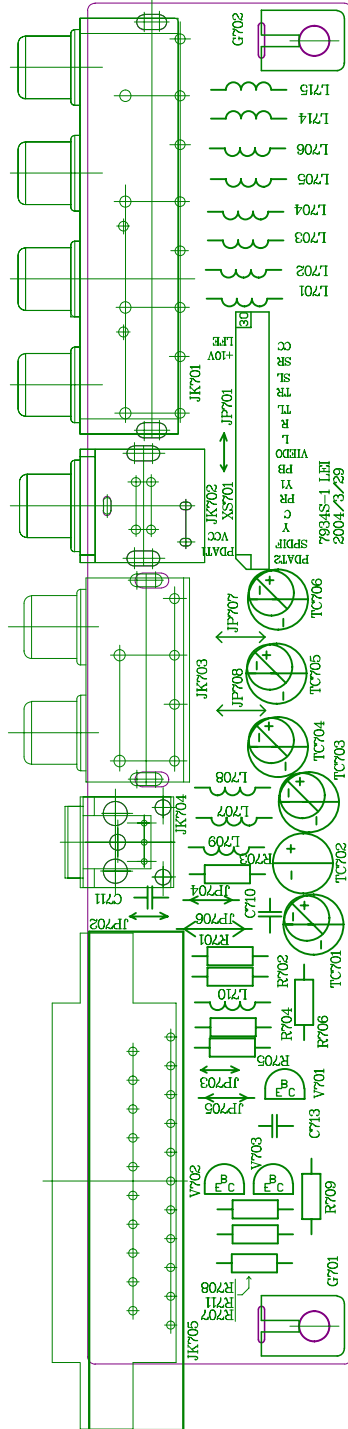 G702
L715
L714
L706
L705
L704
L703
L702
L701
30
LFE
+10V
JP701
JK701
CC
SR
SL
TR
TL
R
L
VIEDO
PB
Y1
PR
C
Y
SPDIF
PDAT2
7934S-1 LEI
2004/3/29
JK702
XS701
VCC
PDAT1
TC706
JP707
TC705
JP708
JK703
TC704
TC703
L708
L707
JK704
L709
R703
TC702
C711
JP704
C710
JP702
JP706
R701
TC701
R702
L710
R704
R706
R705
JP703
V701
E B C
JP705
C713
V703
V702
E B C
E B C
R709
R708
R711
R707
G701
JK705